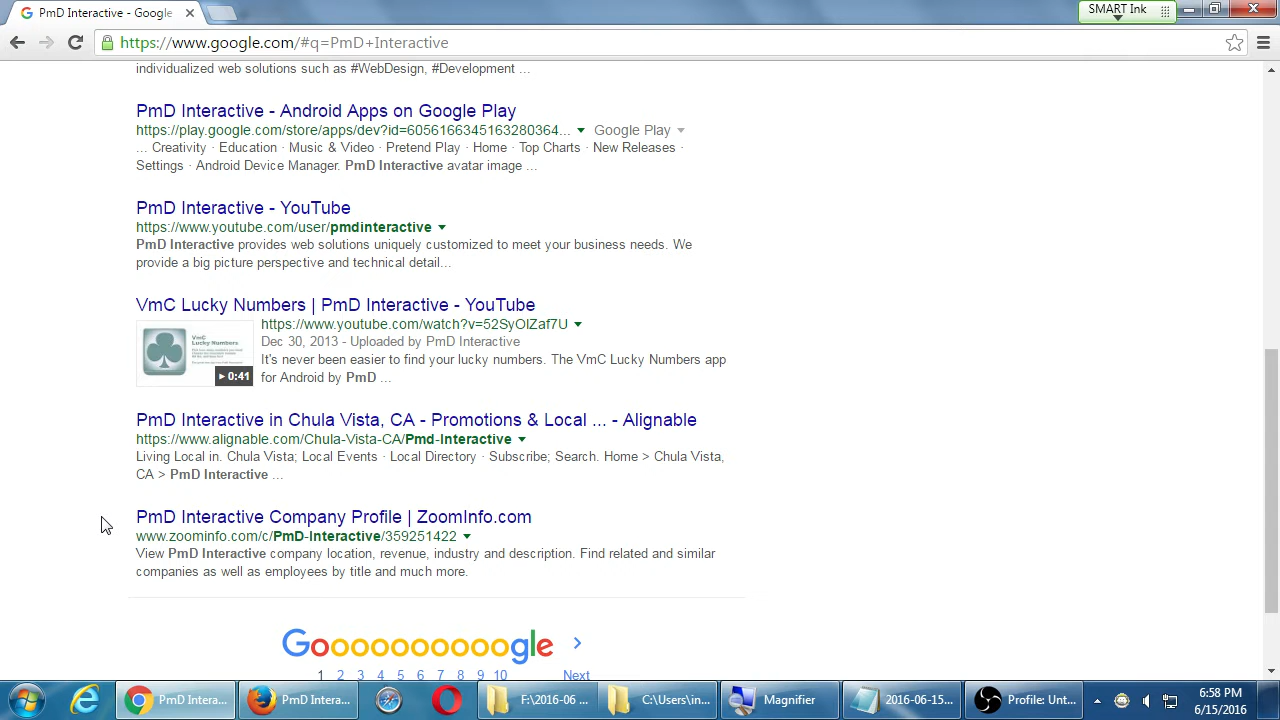 PmD Interactive - Google
SMART Ink
https://www.google.com/#q=PmD+Interactive
individualized web solutions such as #WebDesign, #Development ...
PmD Interactive - Android Apps on Google Play
https://play.google.com/store/apps/dev?id=6056166345163280364... Google Play
... Creativity · Education · Music & Video · Pretend Play · Home · Top Charts · New Releases ·
Settings · Android Device Manager. PmD Interactive avatar image ...
PmD Interactive - YouTube
https://www.youtube.com/user/pmdinteractive
PmD Interactive provides web solutions uniquely customized to meet your business needs. We
provide a big picture perspective and technical detail...
VmC Lucky Numbers | PmD Interactive - YouTube
https://www.youtube.com/watch?v=52SyOlZaf7U
Dec 30, 2013 - Uploaded by PmD Interactive
It's never been easier to find your lucky numbers. The VmC Lucky Numbers app
for Android by PmD ...
VmC
Lucky Numbers
0:41
PmD Interactive in Chula Vista, CA - Promotions & Local ... - Alignable
https://www.alignable.com/Chula-Vista-CA/Pmd-Interactive
Living Local in. Chula Vista; Local Events · Local Directory · Subscribe; Search. Home > Chula Vista,
CA > PmD Interactive ...
PmD Interactive Company Profile | ZoomInfo.com
www.zoominfo.com/c/PmD-Interactive/359251422
View PmD Interactive company location, revenue, industry and description. Find related and similar
companies as well as employees by title and much more.
Goooooooooogle
1 2 3 4 5 6 7 8 9 10 Next
PmD Intera... PmD Intera... F:\2016-06 ... C:\Users\in... Magnifier 2016-06-15... Profile: Unt...
6:58 PM
6/15/2016